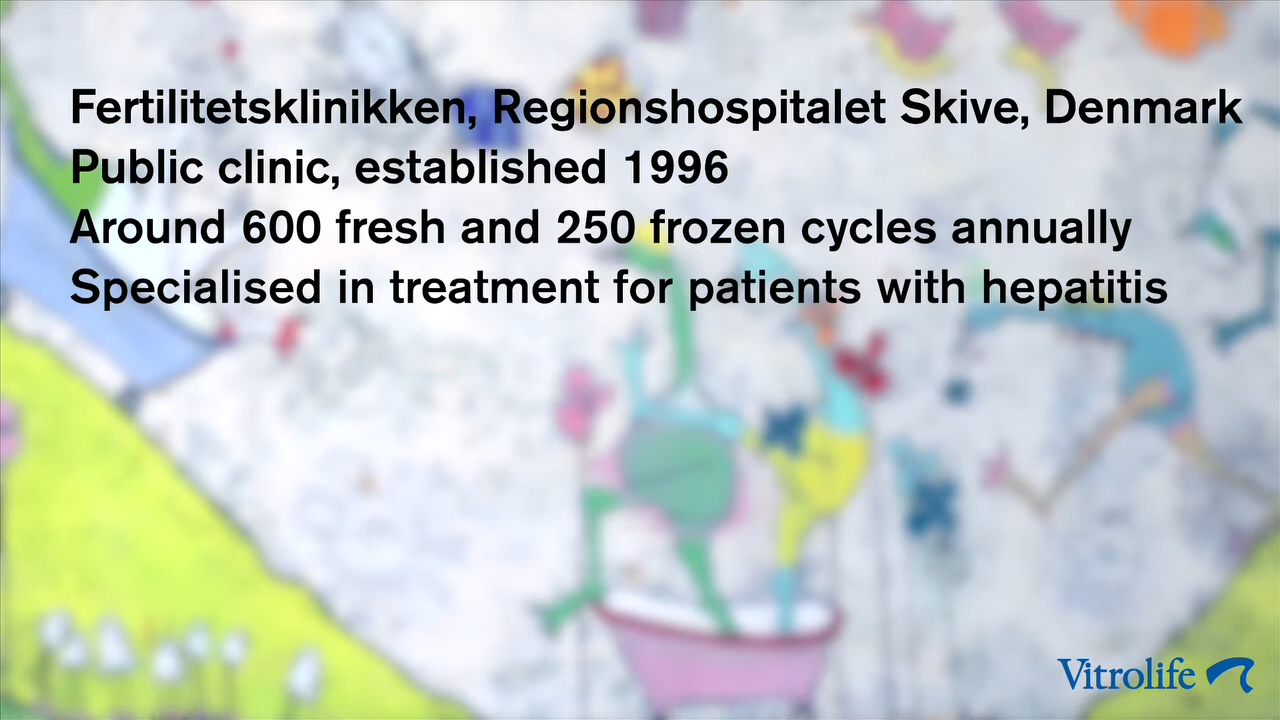 Fertilitetsklinikken, Regionshospitalet Skive, Denmark
Public clinic, established 1996
Around 600 fresh and 250 frozen cycles annually
Specialised in treatment for patients with hepatitis
Vitrolife